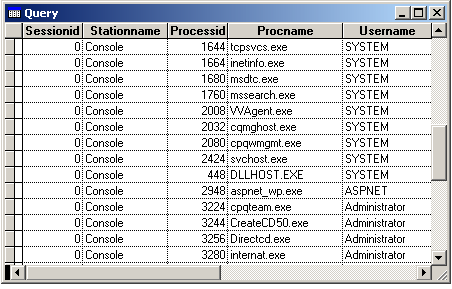 Query
Sessionid Stationname Processid Procname Username
0 Console 1644 tcpsvcs.exe SYSTEM
0 Console 1664 inetinfo.exe SYSTEM
0 Console 1680 msdtc.exe SYSTEM
0 Console 1760 mssearch.exe SYSTEM
0 Console 2008 VVAgent.exe SYSTEM
0 Console 2032 cqmghost.exe SYSTEM
0 Console 2080 cpqwmgmt.exe SYSTEM
0 Console 2424 svchost.exe SYSTEM
0 Console 448 DLLHOST.EXE SYSTEM
0 Console 2948 aspnet_wp.exe ASPNET
0 Console 3224 cpqteam.exe Administrator
0 Console 3244 CreateCD50.exe Administrator
0 Console 3256 Directcd.exe Administrator
0 Console 3280 internat.exe Administrator